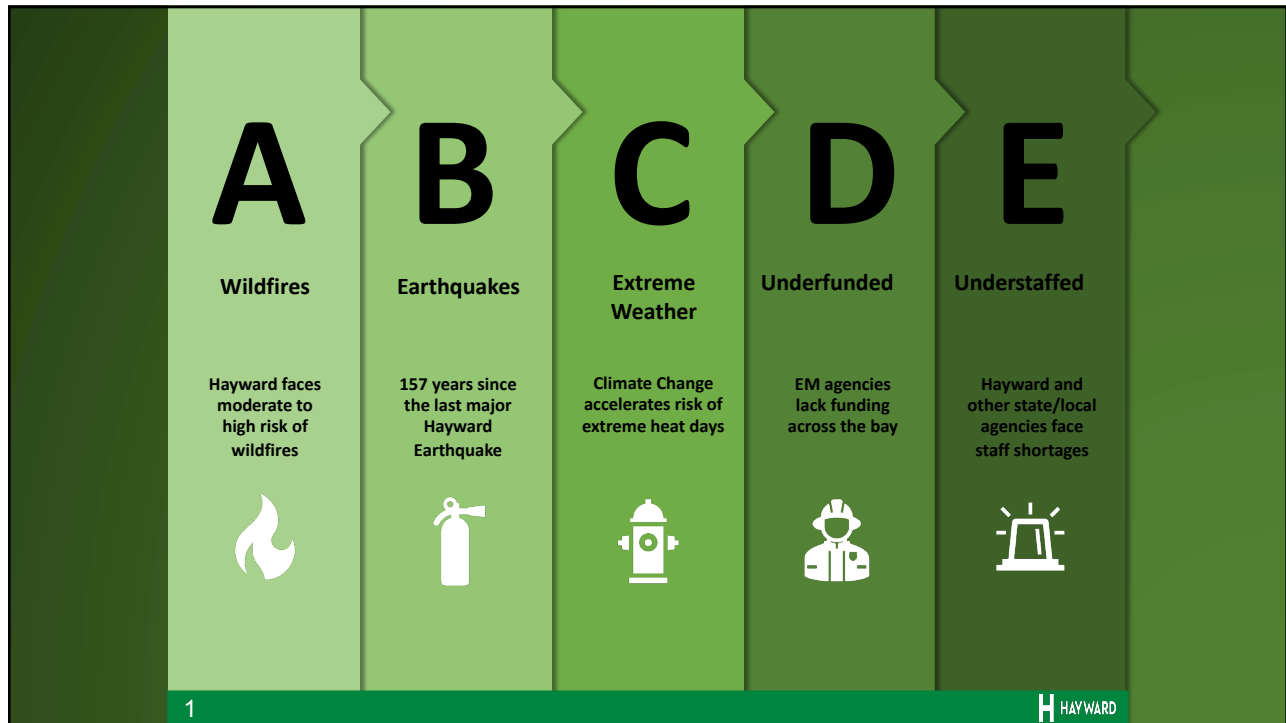 A
Wildfires
Hayward faces
moderate to
high risk of
wildfires
B
Earthquakes
157 years since
the last major
Hayward
Earthquake
C
Extreme
Weather
Climate Change
accelerates risk of
extreme heat days
D
Underfunded
EM agencies
lack funding
across the bay
E
Understaffed
Hayward and
other state/local
agencies face
staff shortages
1
H HAYWARD